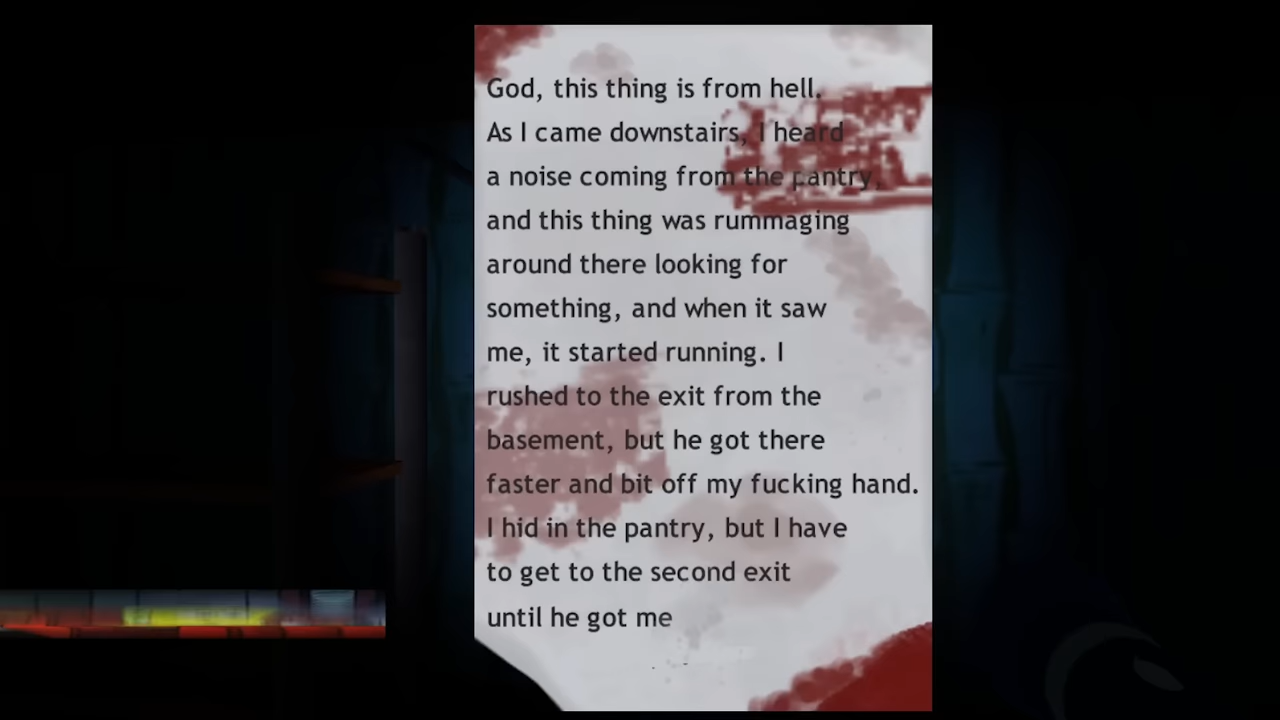 God, this thing is from hell.
As I came downstairs, I heard
a noise coming from the pantry,
and this thing was rummaging
around there looking for
something, and when it saw
me, it started running. I
rushed to the exit from the
basement, but he got there
faster and bit off my fucking hand.
I hid in the pantry, but I have
to get to the second exit
until he got me